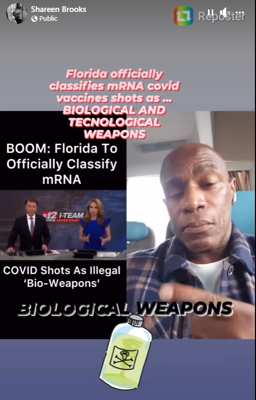 Shareen Brooks
Public
Reposter
Florida officially
classifies mRNA covid
vaccines shots as ...
BIOLOGICAL AND
TECNOLOGICAL
WEAPONS
BOOM: Florida To
Officially Classify
mRNA
12 I-TEAM
COVID Shots As Illegal
‘Bio-Weapons’
BIOLOGICAL WEAPONS